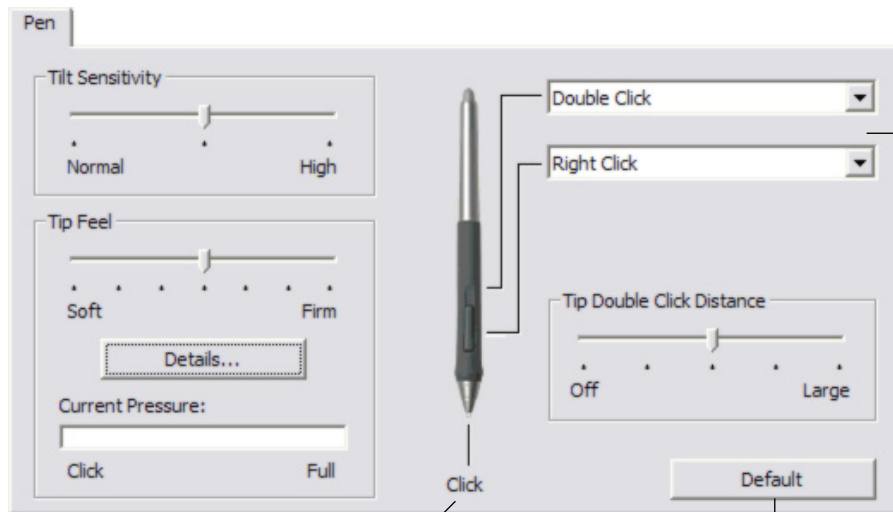 Pen
Tilt Sensitivity
Normal High
Tip Feel
Soft Firm
Details...
Current Pressure:
Click Full
Click
Double Click
Right Click
Tip Double Click Distance
Off Large
Default